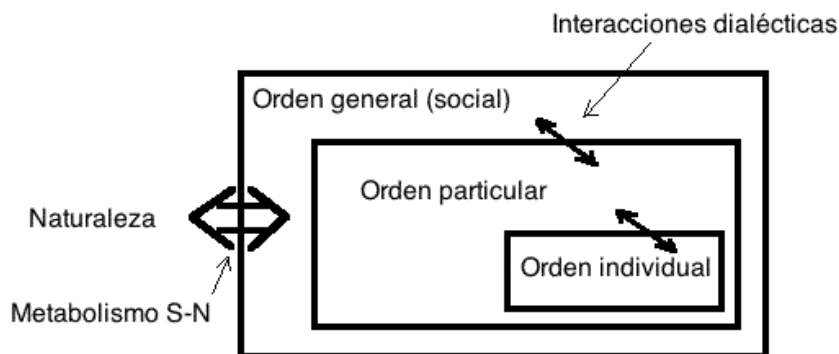 Interacciones dialécticas
Orden general (social)
Orden particular
Naturaleza
Orden individual
Metabolismo S-N